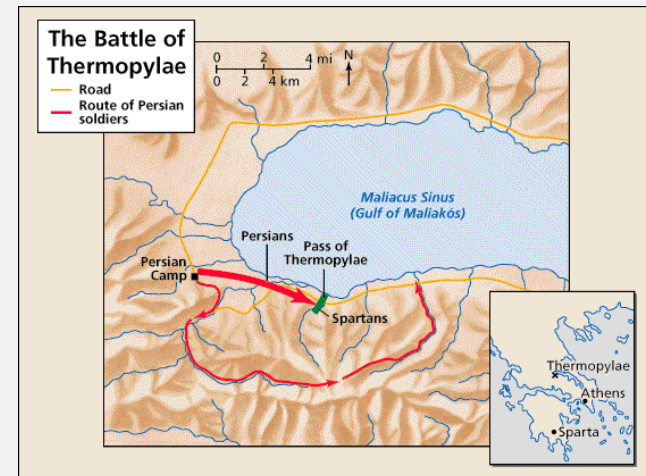 The Battle of
Thermopylae
Road
Route of Persian
soldiers
0 2 4 mi
0 2 4 km
N
Maliacus Sinus
(Gulf of Maliakós)
Persians
Pass of
Thermopylae
Persian
Camp
Spartans
Thermopylae
Athens
Sparta